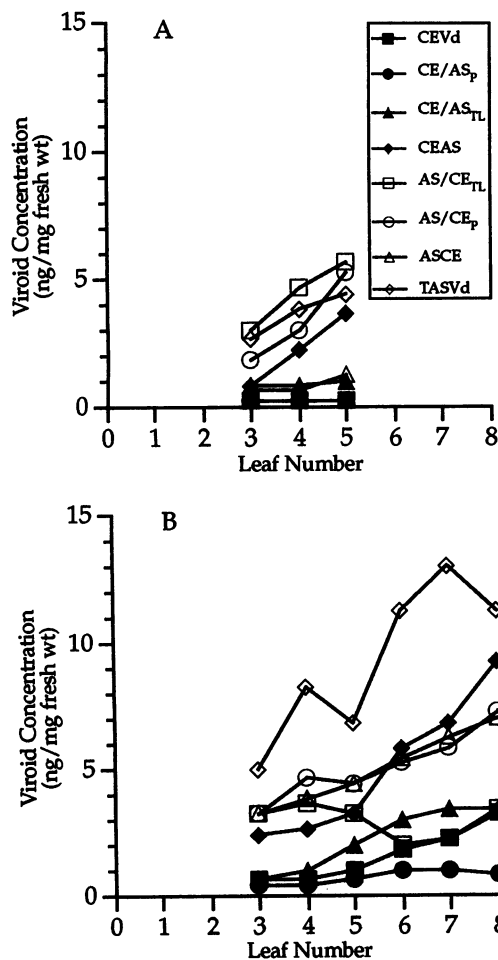 A
15
10
5
0
Viroid Concentration
(ng/mg fresh wt)
0 1 2 3 4 5 6 7 8
Leaf Number
CEVd
CE/ASP
CE/ASTL
CEAS
AS/CETL
AS/CEP
ASCE
TASVd
B
15
10
5
0
Viroid Concentration
(ng/mg fresh wt)
0 1 2 3 4 5 6 7 8
Leaf Number